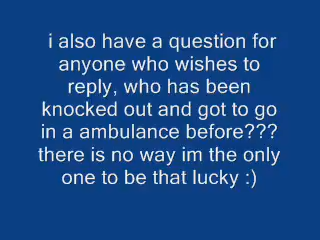 i also have a question for
anyone who wishes to
reply, who has been
knocked out and got to go
in a ambulance before???
there is no way im the only
one to be that lucky :)